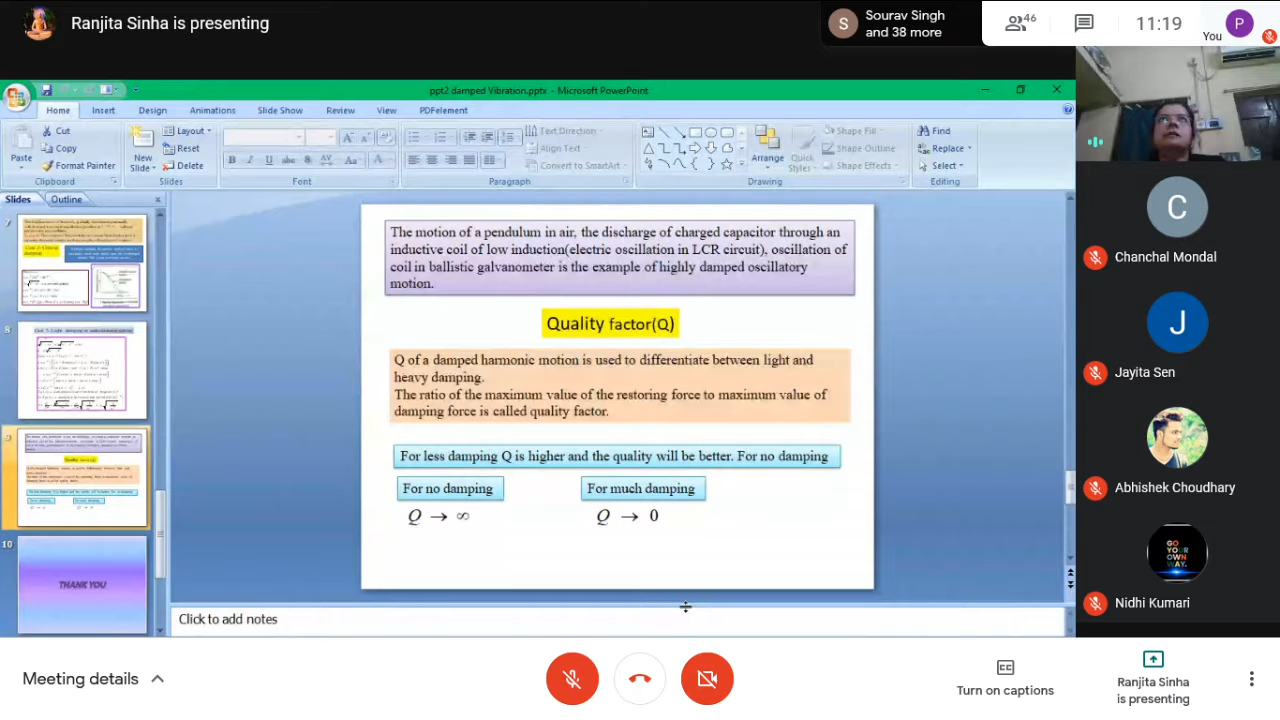 Ranjita Sinha is presenting
S
Sourav Singh
and 38 more
46
11:19
You
P
ppt2 damped Vibration.pptx - Microsoft PowerPoint
Home
Insert
Design
Animations
Slide Show
Review
View
PDFelement
Paste
Cut
Copy
Format Painter
Clipboard
New
Slide
Layout
Reset
Delete
Slides
Font
Text Direction
Align Text
Convert to SmartArt
Paragraph
Arrange
Quick
Styles
Shape Fill
Shape Outline
Shape Effects
Drawing
Find
Replace
Select
Editing
Slides
Outline
7
8
9
10
THANK YOU
The motion of a pendulum in air, the discharge of charged capacitor through an
inductive coil of low induction(electric oscillation in LCR circuit), oscillation of
coil in ballistic galvanometer is the example of highly damped oscillatory
motion.
Quality factor(Q)
Q of a damped harmonic motion is used to differentiate between light and
heavy damping.
The ratio of the maximum value of the restoring force to maximum value of
damping force is called quality factor.
For less damping Q is higher and the quality will be better. For no damping
For no damping
For much damping
Q → ∞
Q → 0
Click to add notes
C
Chanchal Mondal
J
Jayita Sen
Abhishek Choudhary
GO
YOUR
OWN
WAY.
Nidhi Kumari
Meeting details
Turn on captions
Ranjita Sinha
is presenting